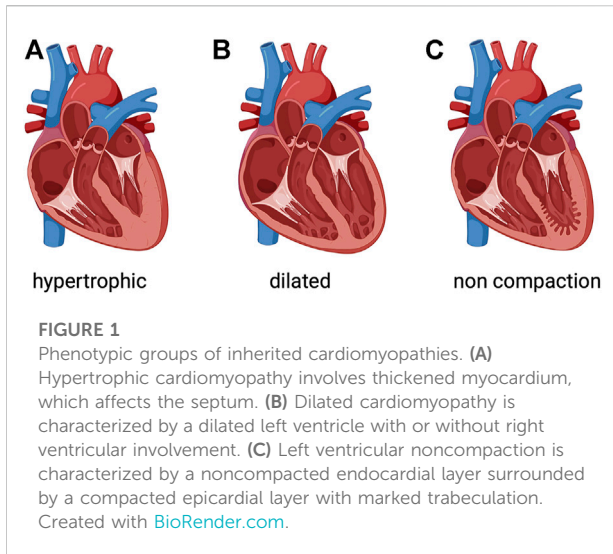 A
B
C
hypertrophic
dilated
non compaction
FIGURE 1
Phenotypic groups of inherited cardiomyopathies. (A)
Hypertrophic cardiomyopathy involves thickened myocardium,
which affects the septum. (B) Dilated cardiomyopathy is
characterized by a dilated left ventricle with or without right
ventricular involvement. (C) Left ventricular noncompaction is
characterized by a noncompacted endocardial layer surrounded
by a compacted epicardial layer with marked trabeculation.
Created with BioRender.com.